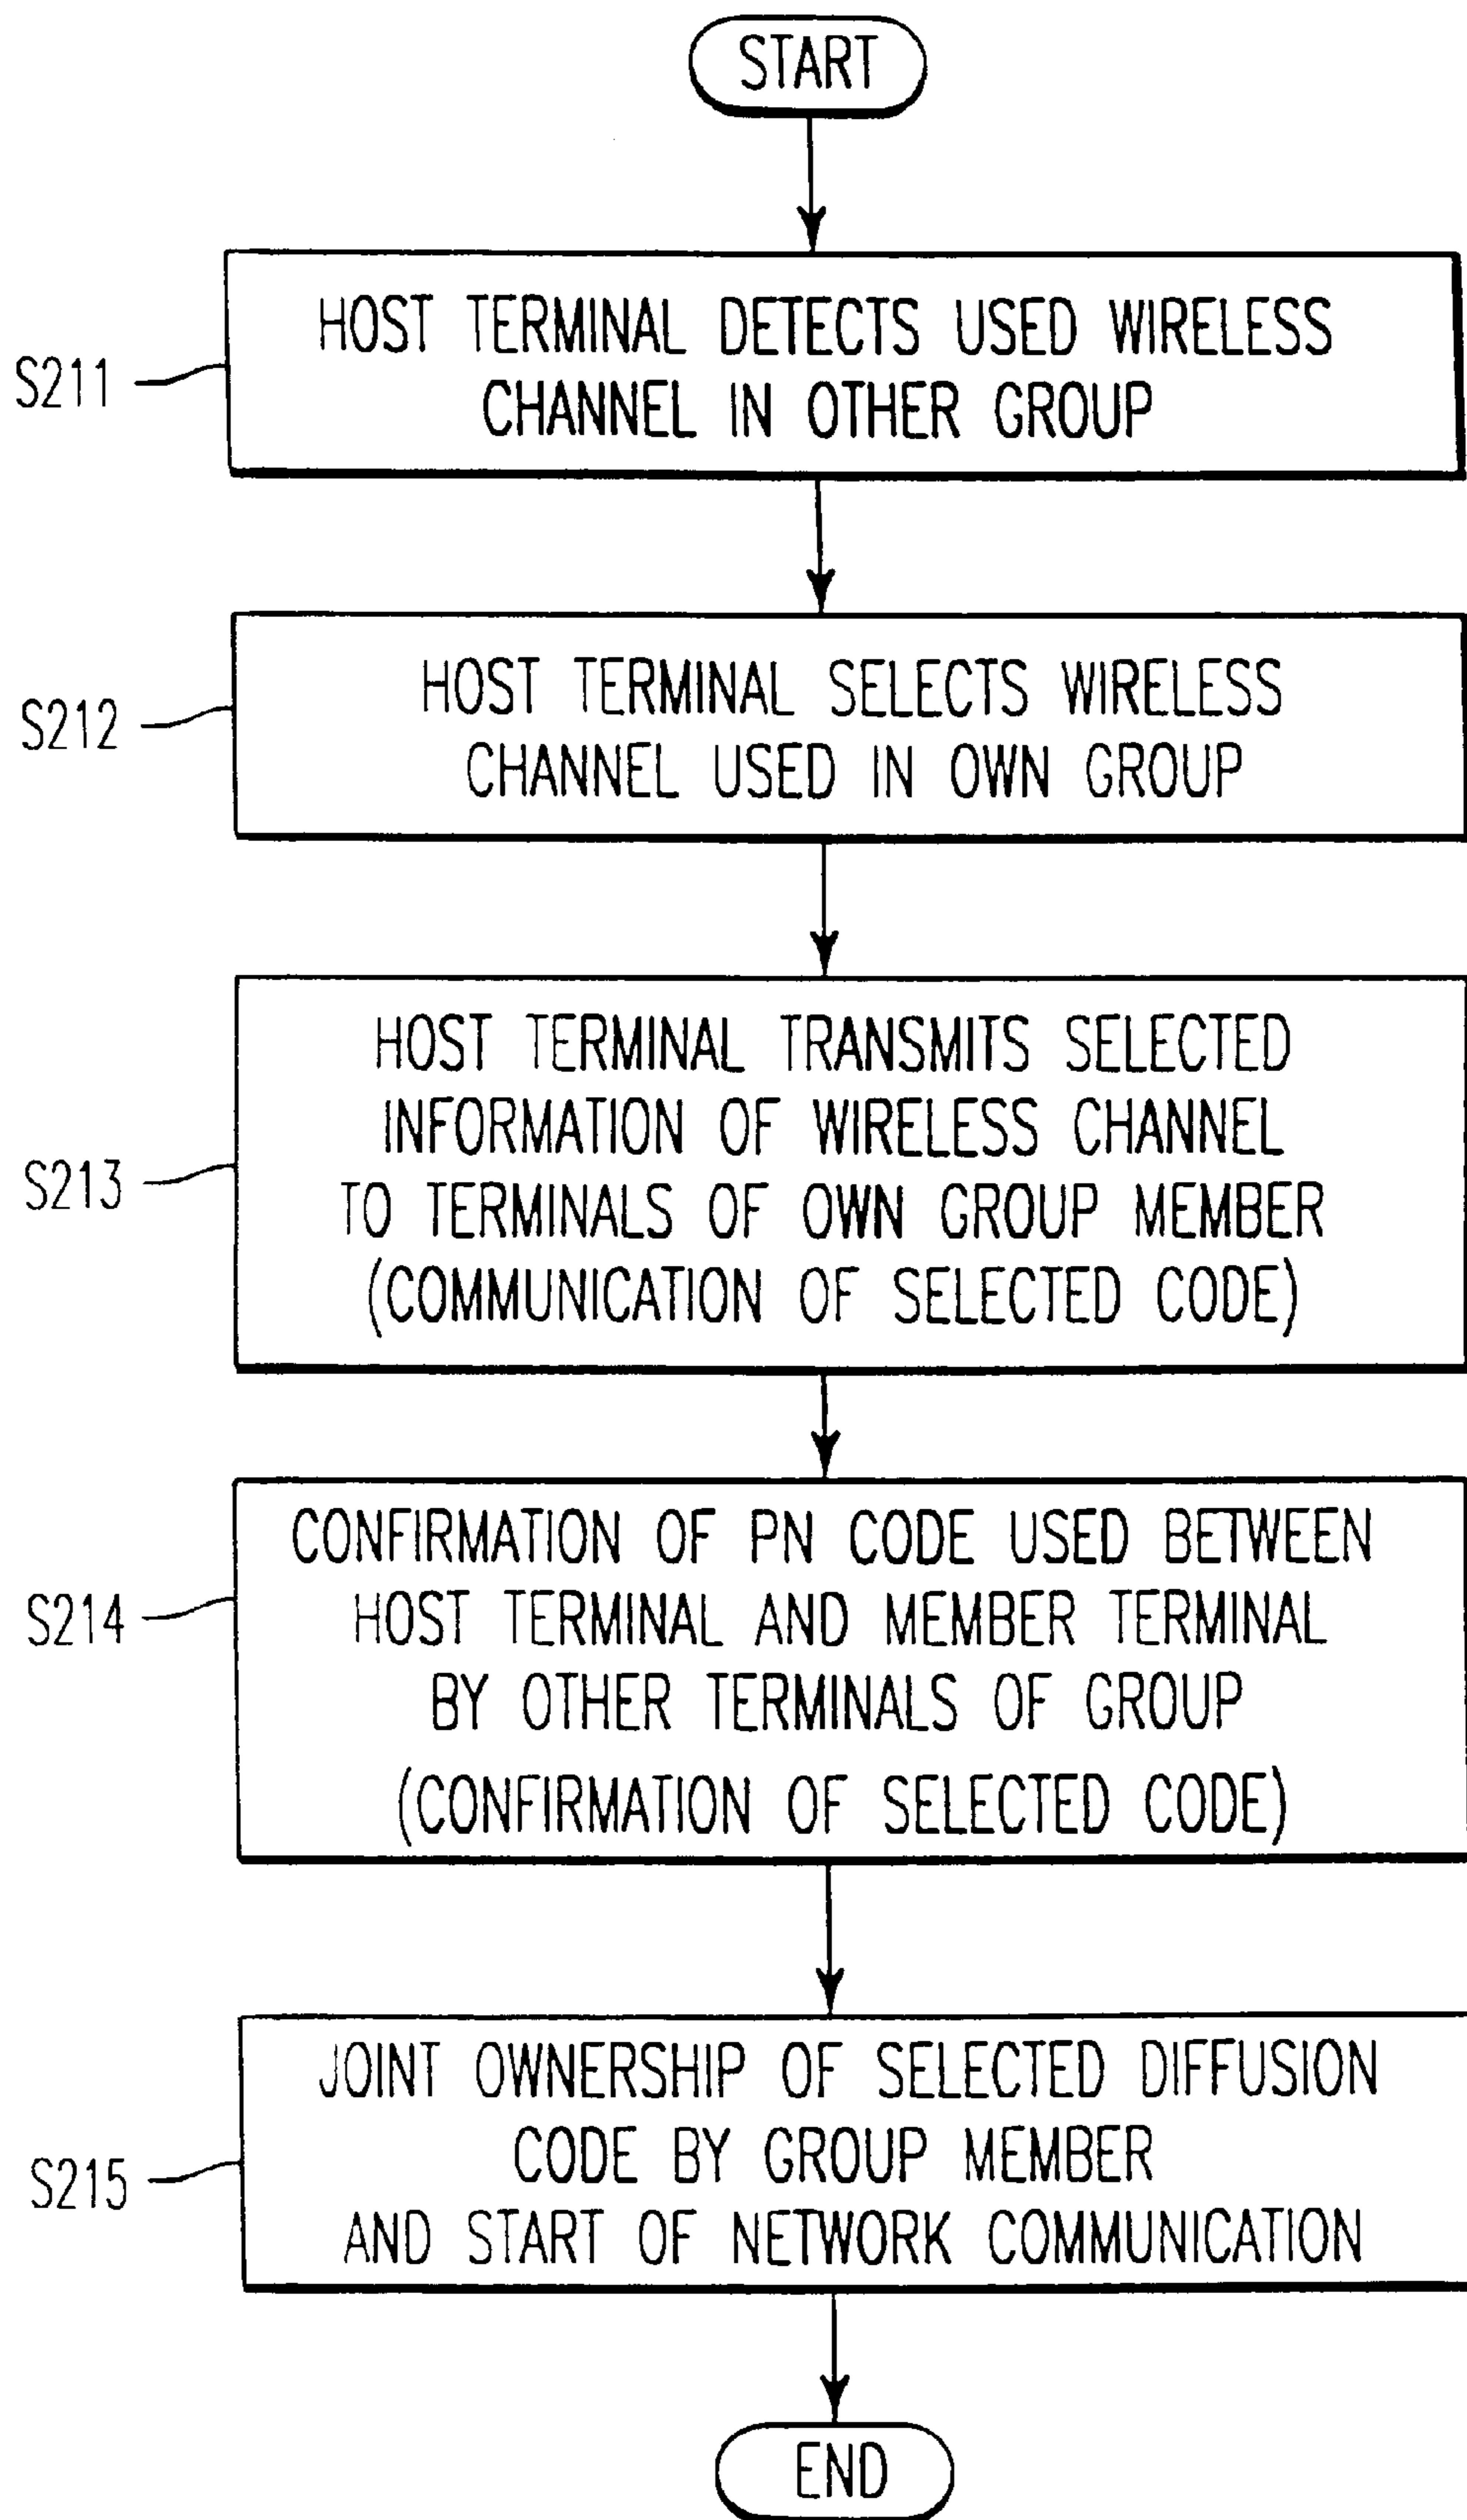 START
HOST TERMINAL DETECTS USED WIRELESS
CHANNEL IN OTHER GROUP
S211
HOST TERMINAL SELECTS WIRELESS
CHANNEL USED IN OWN GROUP
S212
HOST TERMINAL TRANSMITS SELECTED
INFORMATION OF WIRELESS CHANNEL
TO TERMINALS OF OWN GROUP MEMBER
(COMMUNICATION OF SELECTED CODE)
S213
CONFIRMATION OF PN CODE USED BETWEEN
HOST TERMINAL AND MEMBER TERMINAL
BY OTHER TERMINALS OF GROUP
(CONFIRMATION OF SELECTED CODE)
S214
JOINT OWNERSHIP OF SELECTED DIFFUSION
CODE BY GROUP MEMBER
AND START OF NETWORK COMMUNICATION
S215
END